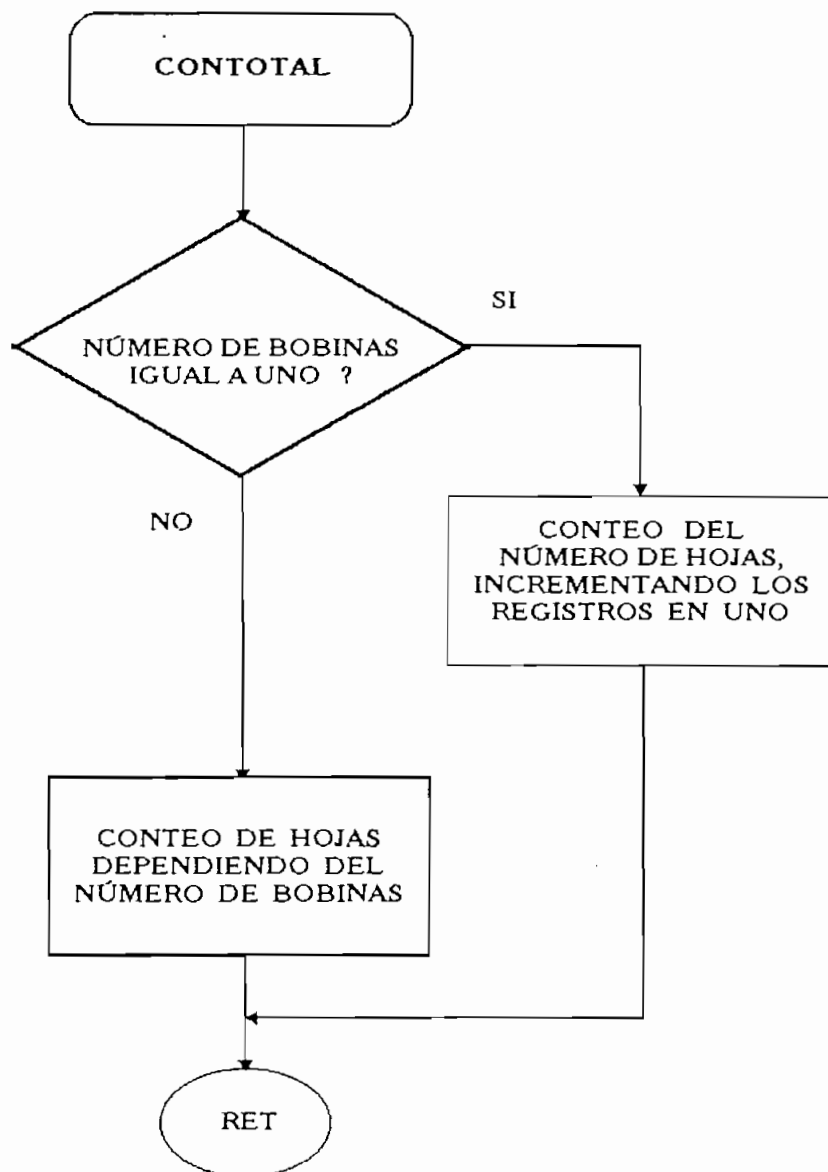 CONTOTAL
NÚMERO DE BOBINAS
IGUAL A UNO ?
SI
NO
CONTEO DEL
NÚMERO DE HOJAS,
INCREMENTANDO LOS
REGISTROS EN UNO
CONTEO DE HOJAS
DEPENDIENDO DEL
NÚMERO DE BOBINAS
RET